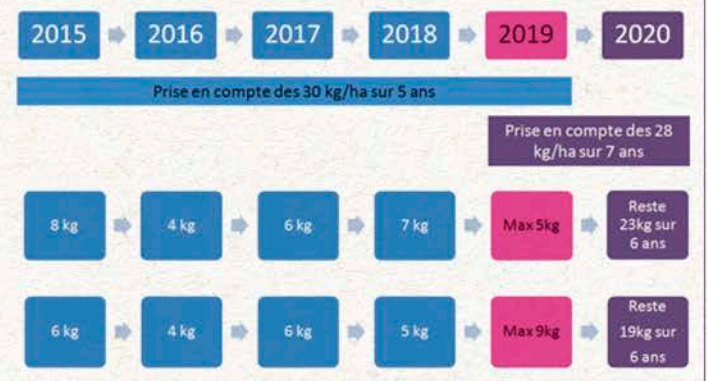 2015 2016 2017 2018 2019 2020
Prise en compte des 30 kg/ha sur 5 ans
Prise en compte des 28
kg/ha sur 7 ans
8 kg 4 kg 6 kg 7 kg Max 5kg Reste
23kg sur
6 ans
6 kg 4 kg 6 kg 5 kg Max 9kg Reste
19kg sur
6 ans